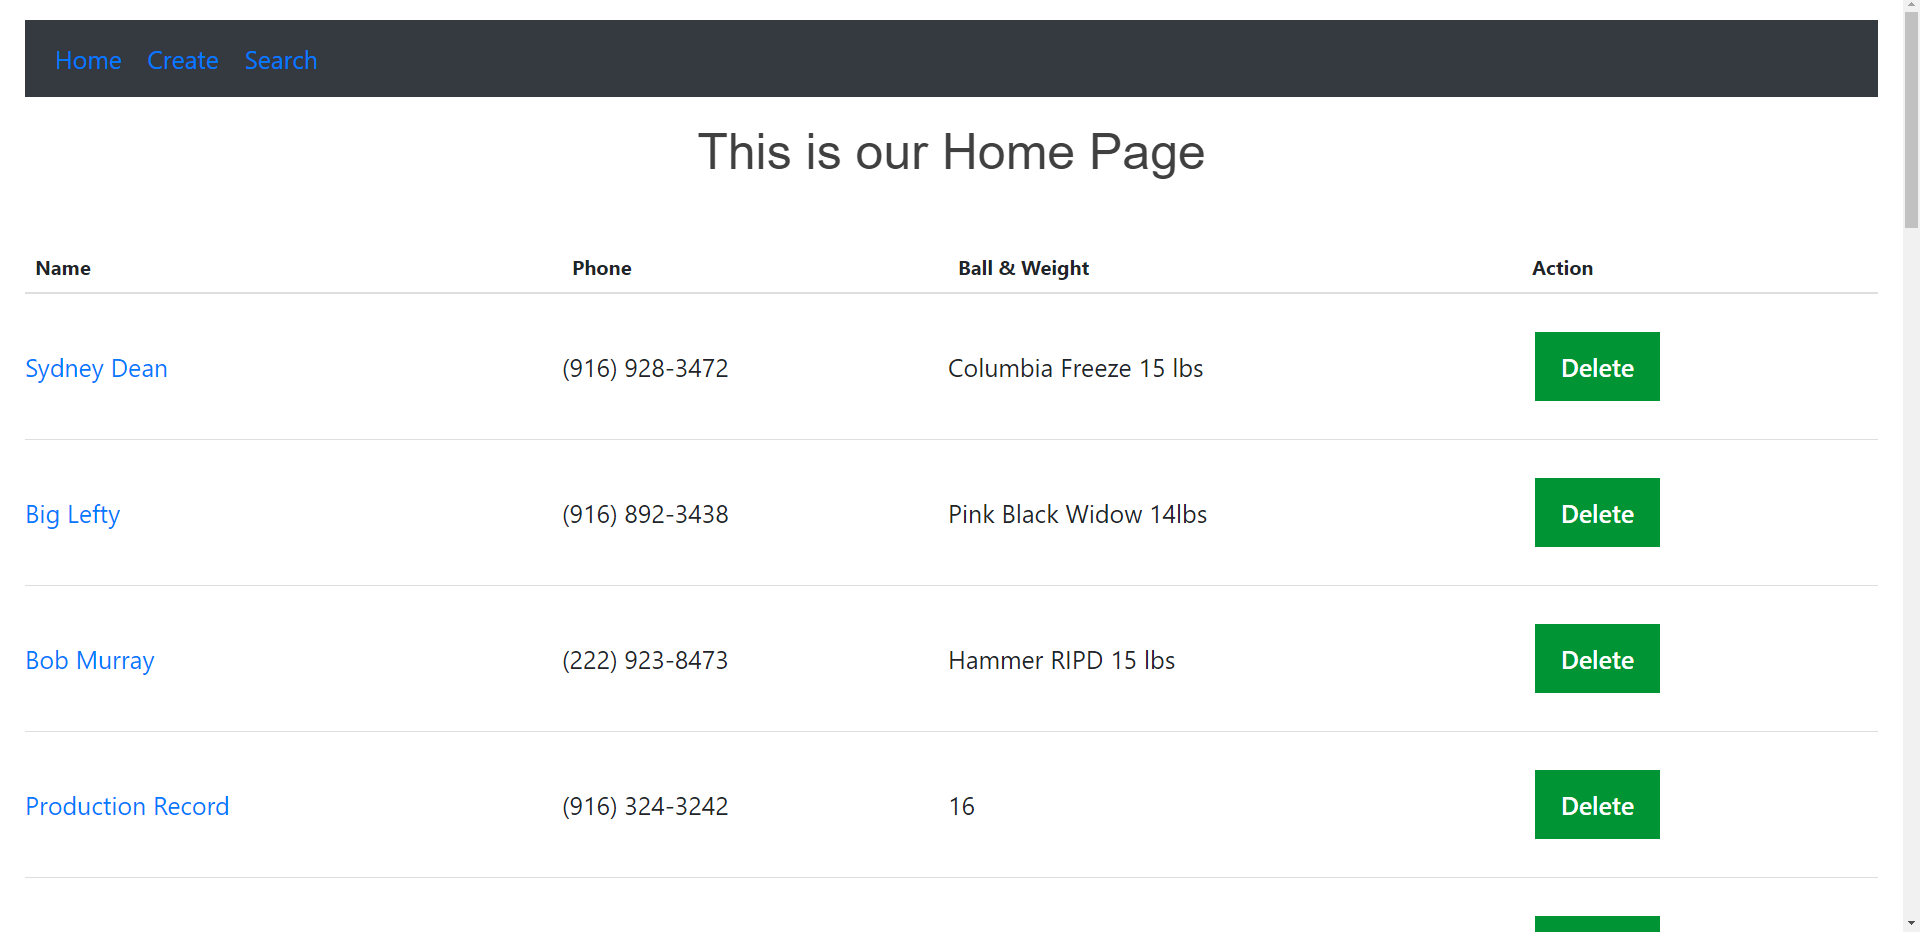 Home Create Search
This is our Home Page
Name Phone Ball & Weight Action
Sydney Dean (916) 928-3472 Columbia Freeze 15 lbs Delete
Big Lefty (916) 892-3438 Pink Black Widow 14lbs Delete
Bob Murray (222) 923-8473 Hammer RIPD 15 lbs Delete
Production Record (916) 324-3242 16 Delete